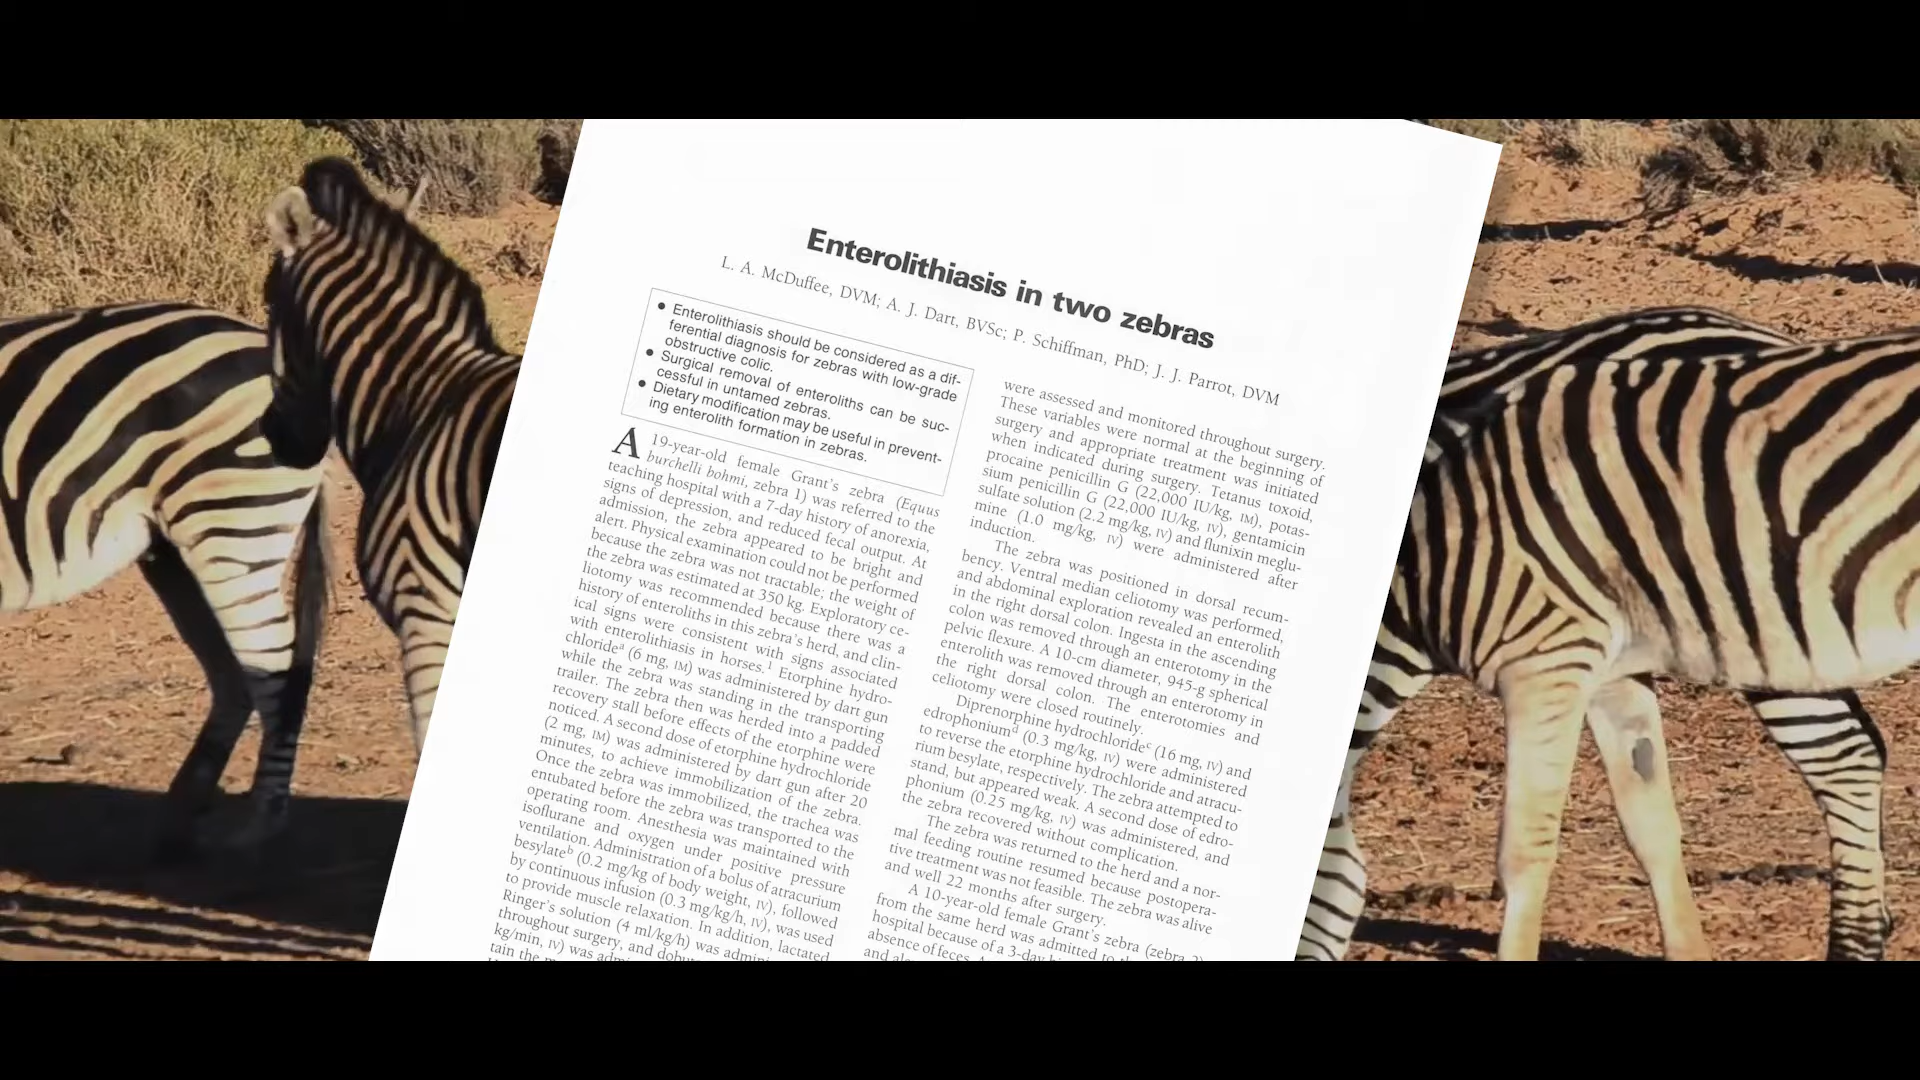 Enterolithiasis in two zebras
L. A. McDuffee, DVM; A. J. Dart, BVSc; P. Schiffman, PhD; J. J. Parrot, DVM
• Enterolithiasis should be considered as a dif-
ferential diagnosis for zebras with low-grade
obstructive colic.
• Surgical removal of enteroliths can be suc-
cessful in untamed zebras.
• Dietary modification may be useful in prevent-
ing enterolith formation in zebras.
A 19-year-old female Grant's zebra (Equus
burchelli bohmi, zebra 1) was referred to the
teaching hospital with a 7-day history of anorexia,
signs of depression, and reduced fecal output. At
admission, the zebra appeared to be bright and
alert. Physical examination could not be performed
because the zebra was not tractable; the weight of
the zebra was estimated at 350 kg. Exploratory ce-
liotomy was recommended because there was a
history of enteroliths in this zebra's herd, and clin-
ical signs were consistent with signs associated
with enterolithiasis in horses.¹ Etorphine hydro-
chlorideᵃ (6 mg, IM) was administered by dart gun
while the zebra was standing in the transporting
trailer. The zebra then was herded into a padded
recovery stall before effects of the etorphine were
noticed. A second dose of etorphine hydrochloride
(2 mg, IM) was administered by dart gun after 20
minutes, to achieve immobilization of the zebra.
Once the zebra was immobilized, the trachea was
entubated before the zebra was transported to the
operating room. Anesthesia was maintained with
isoflurane and oxygen under positive pressure
ventilation. Administration of a bolus of atracurium
besylateᵇ (0.2 mg/kg of body weight, IV), followed
by continuous infusion (0.3 mg/kg/h, IV), was used
to provide muscle relaxation. In addition, lactated
Ringer's solution (4 ml/kg/h) was admini
throughout surgery, and dobu
kg/min, IV) was admi
tain the m
were assessed and monitored throughout surgery.
These variables were normal at the beginning of
surgery and appropriate treatment was initiated
when indicated during surgery. Tetanus toxoid,
procaine penicillin G (22,000 IU/kg, IM), potas-
sium penicillin G (22,000 IU/kg, IV), gentamicin
sulfate solution (2.2 mg/kg, IV) and flunixin meglu-
mine (1.0 mg/kg, IV) were administered after
induction.
The zebra was positioned in dorsal recum-
bency. Ventral median celiotomy was performed,
and abdominal exploration revealed an enterolith
in the right dorsal colon. Ingesta in the ascending
colon was removed through an enterotomy in the
pelvic flexure. A 10-cm diameter, 945-g spherical
enterolith was removed through an enterotomy in
the right dorsal colon. The enterotomies and
celiotomy were closed routinely.
Diprenorphine hydrochlorideᶜ (16 mg, IV) and
edrophoniumᵈ (0.3 mg/kg, IV) were administered
to reverse the etorphine hydrochloride and atracu-
rium besylate, respectively. The zebra attempted to
stand, but appeared weak. A second dose of edro-
phonium (0.25 mg/kg, IV) was administered, and
the zebra recovered without complication.
The zebra was returned to the herd and a nor-
mal feeding routine resumed because postopera-
tive treatment was not feasible. The zebra was alive
and well 22 months after surgery.
A 10-year-old female Grant's zebra (zebra 2)
from the same herd was admitted to th
hospital because of a 3-day hi
absence of feces. A
and ale